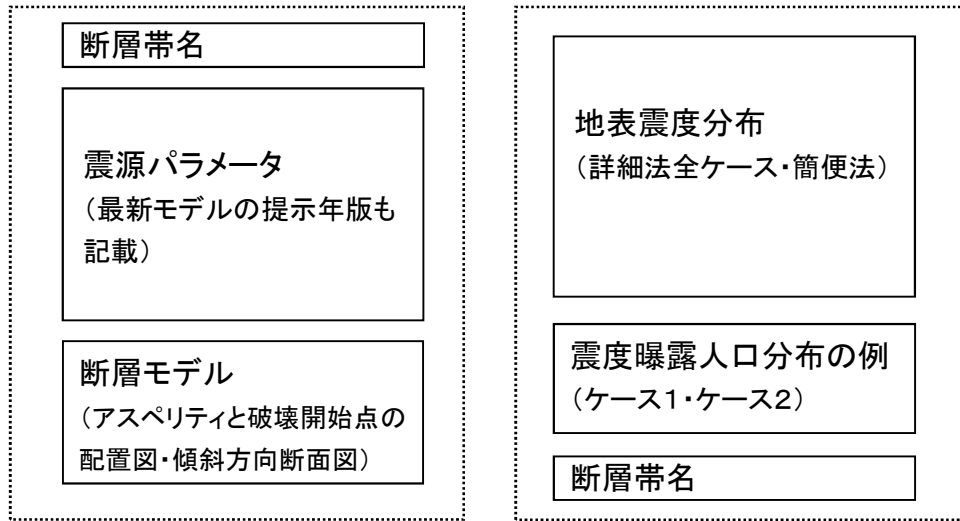 断層帯名
震源パラメータ
（最新モデルの提示年版も
記載）
断層モデル
（アスペリティと破壊開始点の
配置図・傾斜方向断面図）
地表震度分布
（詳細法全ケース・簡便法）
震度曝露人口分布の例
（ケース１・ケース２）
断層帯名